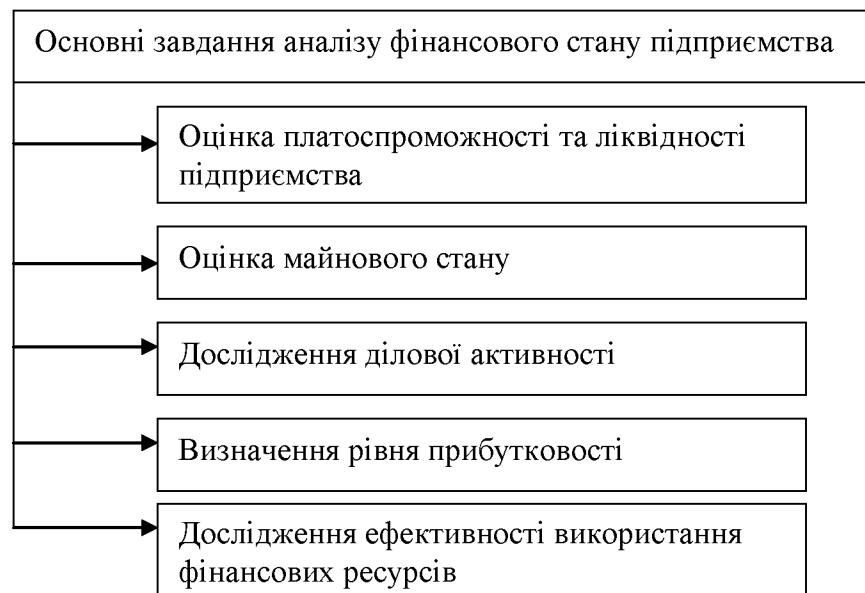 Основні завдання аналізу фінансового стану підприємства
Оцінка платоспроможності та ліквідності
підприємства
Оцінка майнового стану
Дослідження ділової активності
Визначення рівня прибутковості
Дослідження ефективності використання
фінансових ресурсів